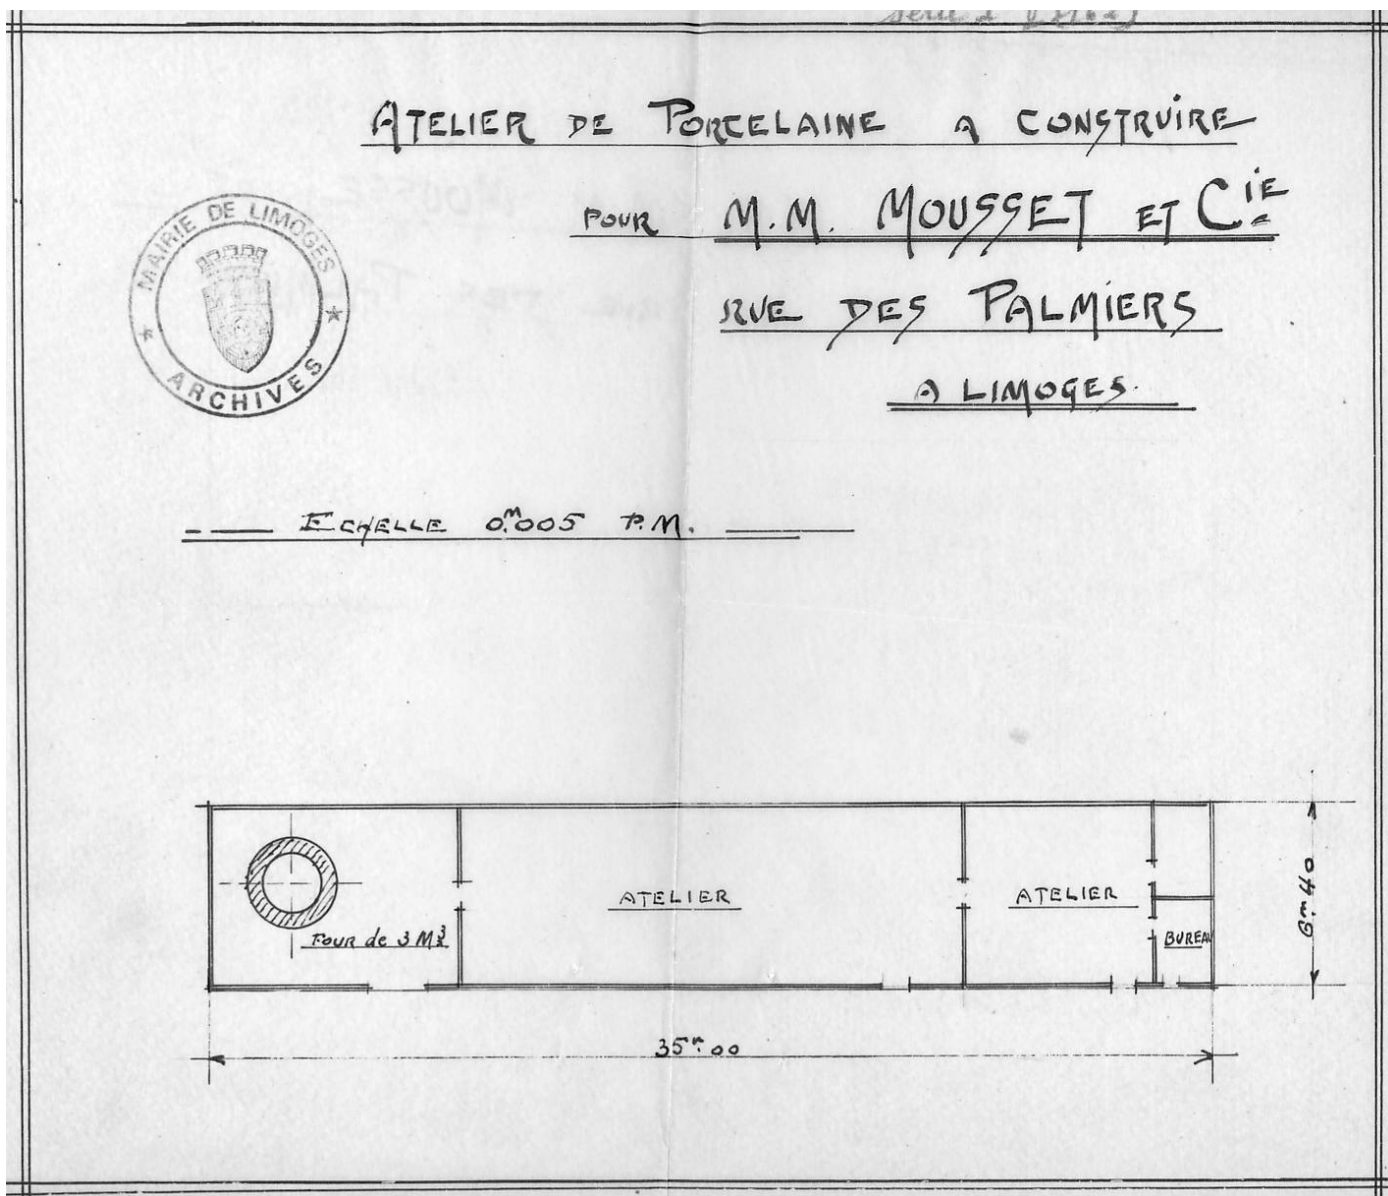 ATELIER DE PORCELAINE A CONSTRUIRE
POUR M.M. MOUSSET ET Cie
RUE DES PALMIERS
A LIMOGES.
MAIRIE DE LIMOGES
ARCHIVES
ECHELLE 0m005 P.M.
ATELIER
ATELIER
FOUR de 3 M3
BUREAU
6m40
35m00